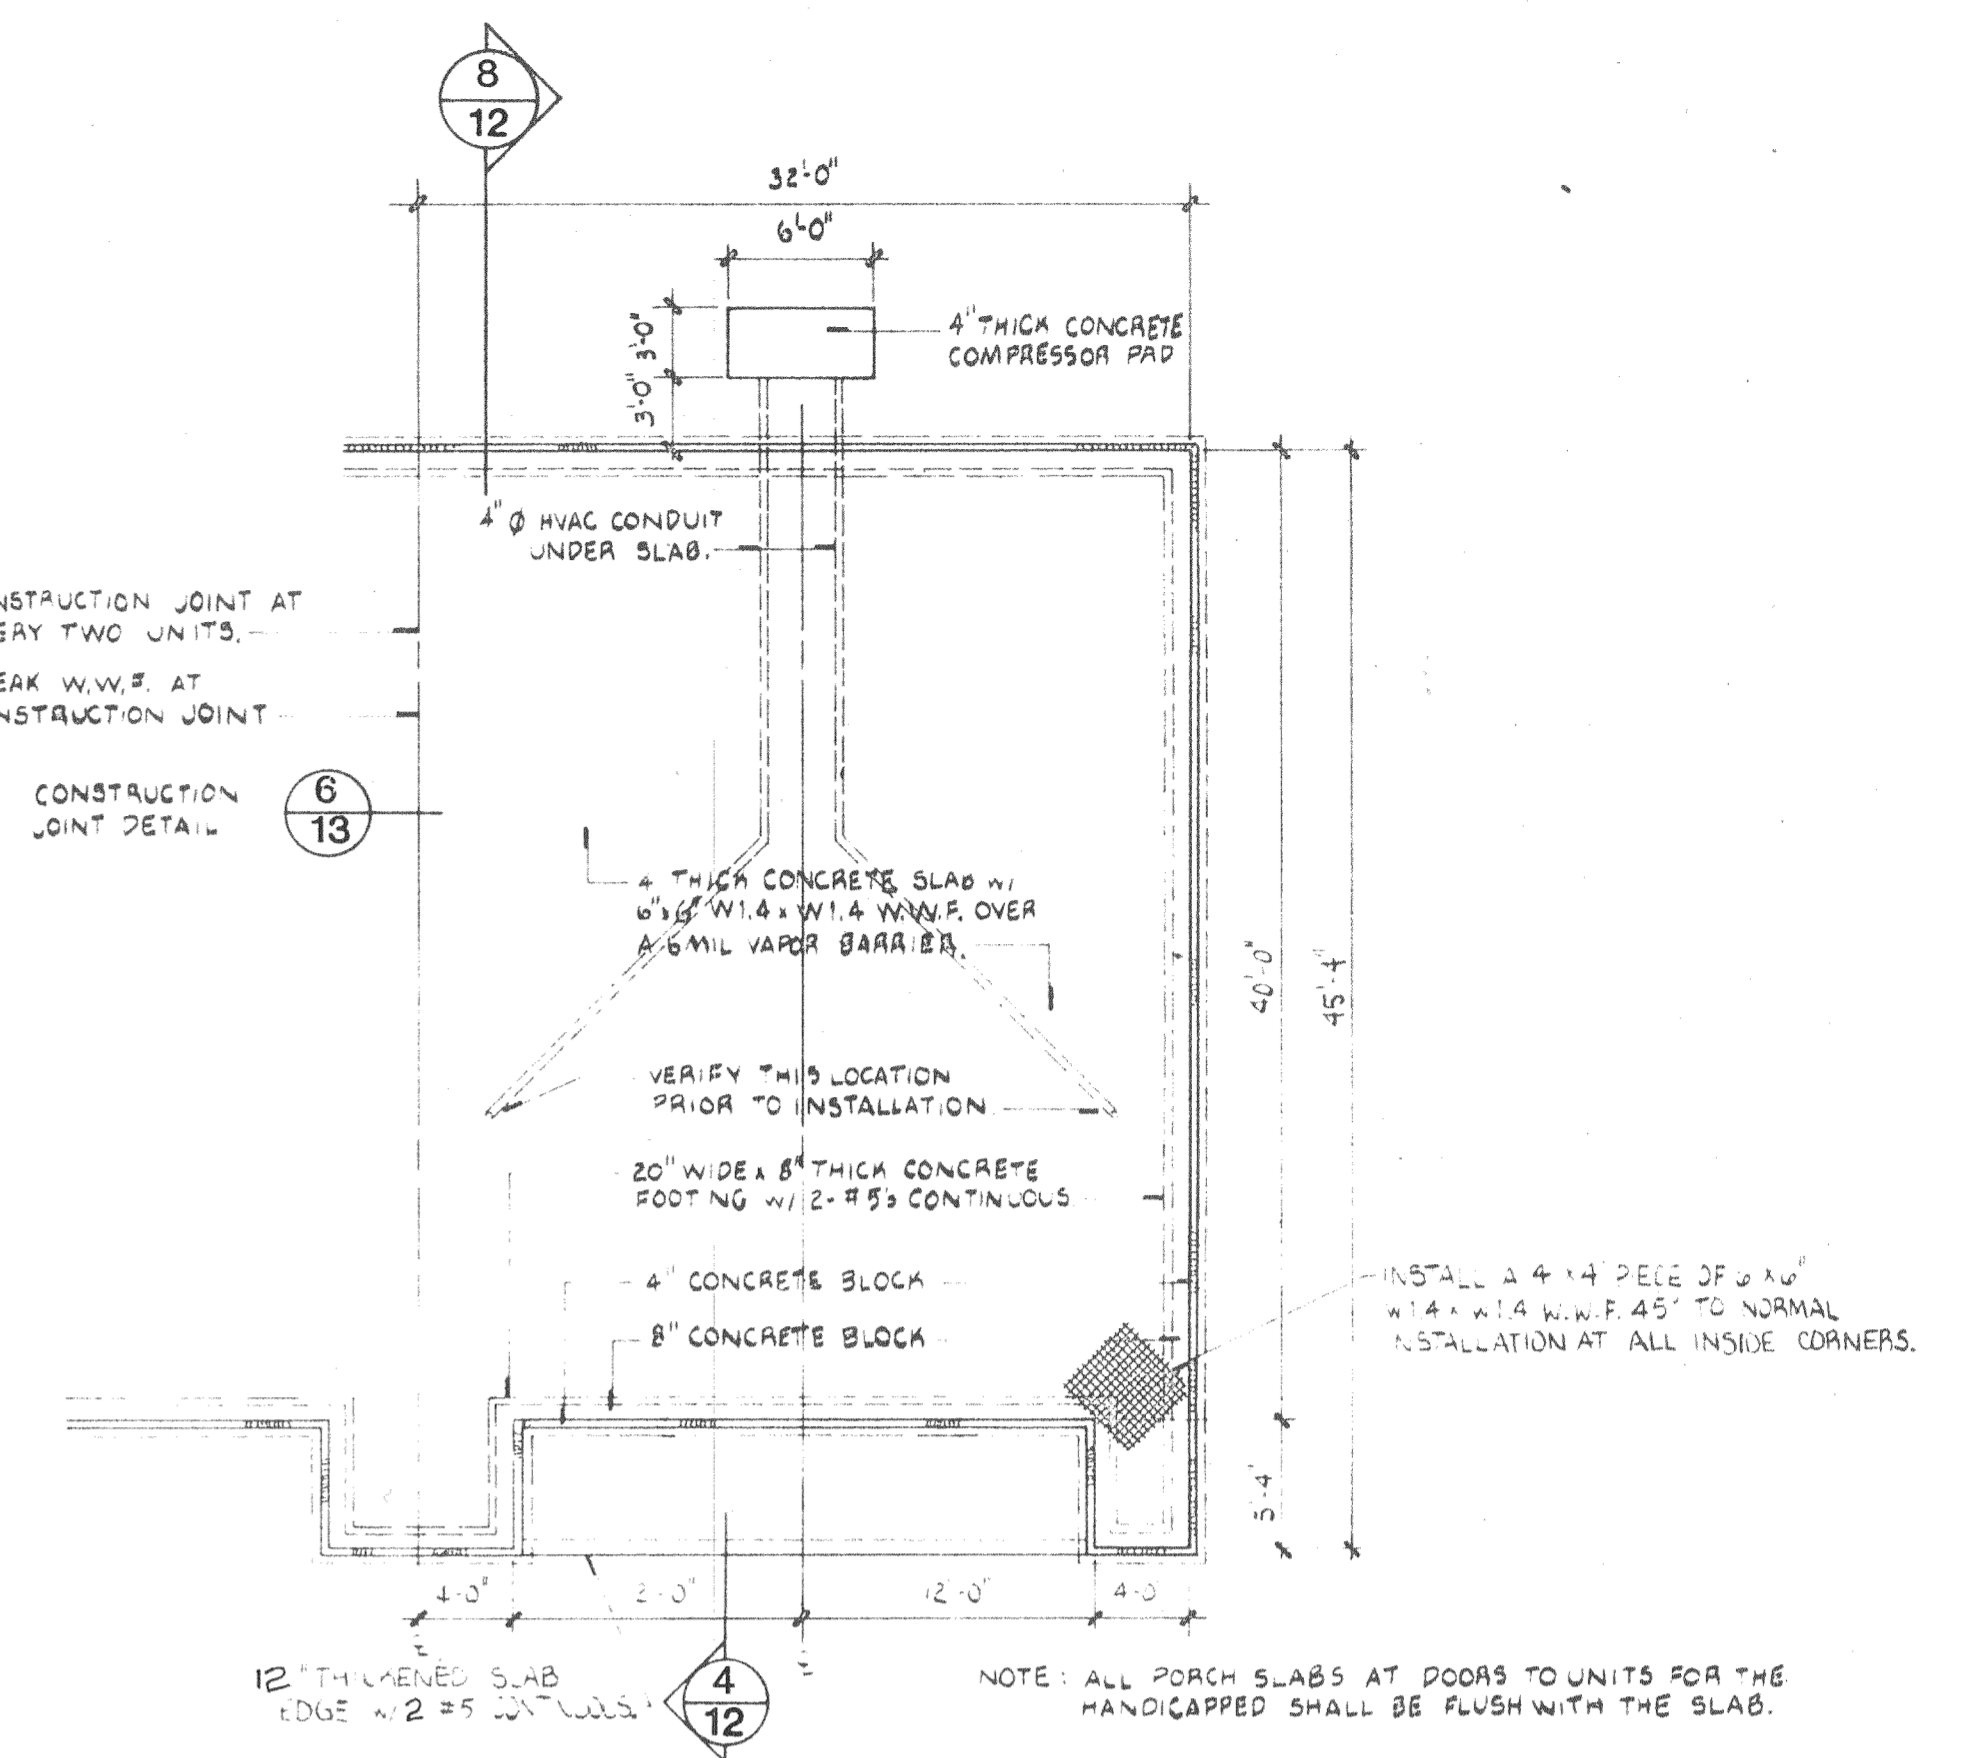 8
12
32'-0"
6'-0"
3'-0"
3'-0"
4" THICK CONCRETE
COMPRESSOR PAD
4" Ø HVAC CONDUIT
UNDER SLAB.
NSTRUCTION JOINT AT
ERY TWO UNITS.
EAK W.W.F. AT
NSTRUCTION JOINT
CONSTRUCTION
JOINT DETAIL
6
13
4 THICK CONCRETE SLAB W/
6"x6" W1.4 x W1.4 W.W.F. OVER
A 6 MIL VAPOR BARRIER.
40'-0"
45'-4"
VERIFY THIS LOCATION
PRIOR TO INSTALLATION
20" WIDE x 8" THICK CONCRETE
FOOTING W/ 2-#5's CONTINUOUS
4" CONCRETE BLOCK
8" CONCRETE BLOCK
INSTALL A 4'x4' PIECE OF 6 x 6"
W1.4 x W1.4 W.W.F. 45° TO NORMAL
INSTALLATION AT ALL INSIDE CORNERS.
5'-4"
4-0"
2-0"
12'-0"
4-0
12" THICKENED SLAB
EDGE W/ 2 #5 CONTINUOUS.
4
12
NOTE: ALL PORCH SLABS AT DOORS TO UNITS FOR THE
HANDICAPPED SHALL BE FLUSH WITH THE SLAB.